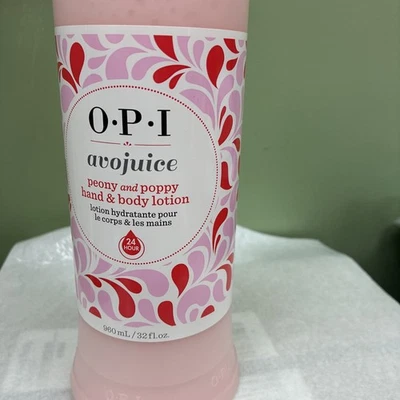 O·P·I
avojuice
peony and poppy
hand & body lotion
lotion hydratante pour
le corps & les mains
24
HOUR
960 mL / 32 fl. oz.